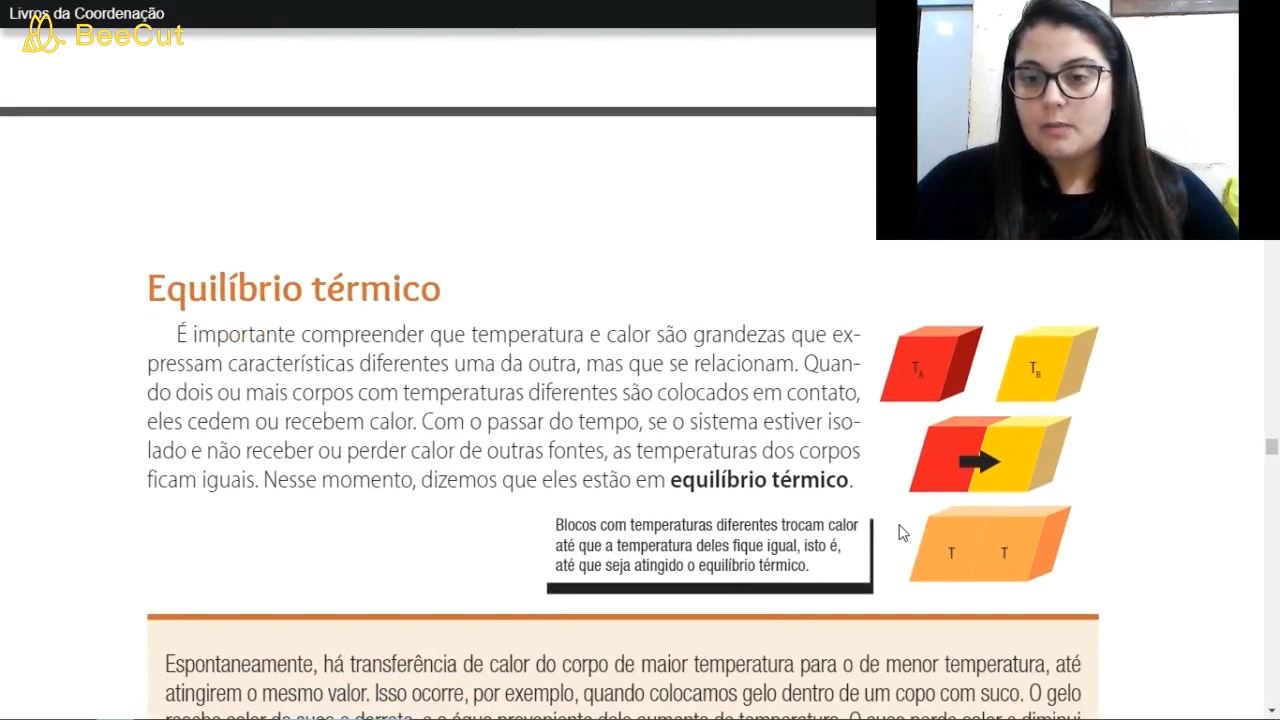 Livros da Coordenação
BeeCut
Equilíbrio térmico
É importante compreender que temperatura e calor são grandezas que ex-
pressam características diferentes uma da outra, mas que se relacionam. Quan-
do dois ou mais corpos com temperaturas diferentes são colocados em contato,
eles cedem ou recebem calor. Com o passar do tempo, se o sistema estiver iso-
lado e não receber ou perder calor de outras fontes, as temperaturas dos corpos
ficam iguais. Nesse momento, dizemos que eles estão em equilíbrio térmico.
TA TB
Blocos com temperaturas diferentes trocam calor
até que a temperatura deles fique igual, isto é,
até que seja atingido o equilíbrio térmico.
T T
Espontaneamente, há transferência de calor do corpo de maior temperatura para o de menor temperatura, até
atingirem o mesmo valor. Isso ocorre, por exemplo, quando colocamos gelo dentro de um copo com suco. O gelo